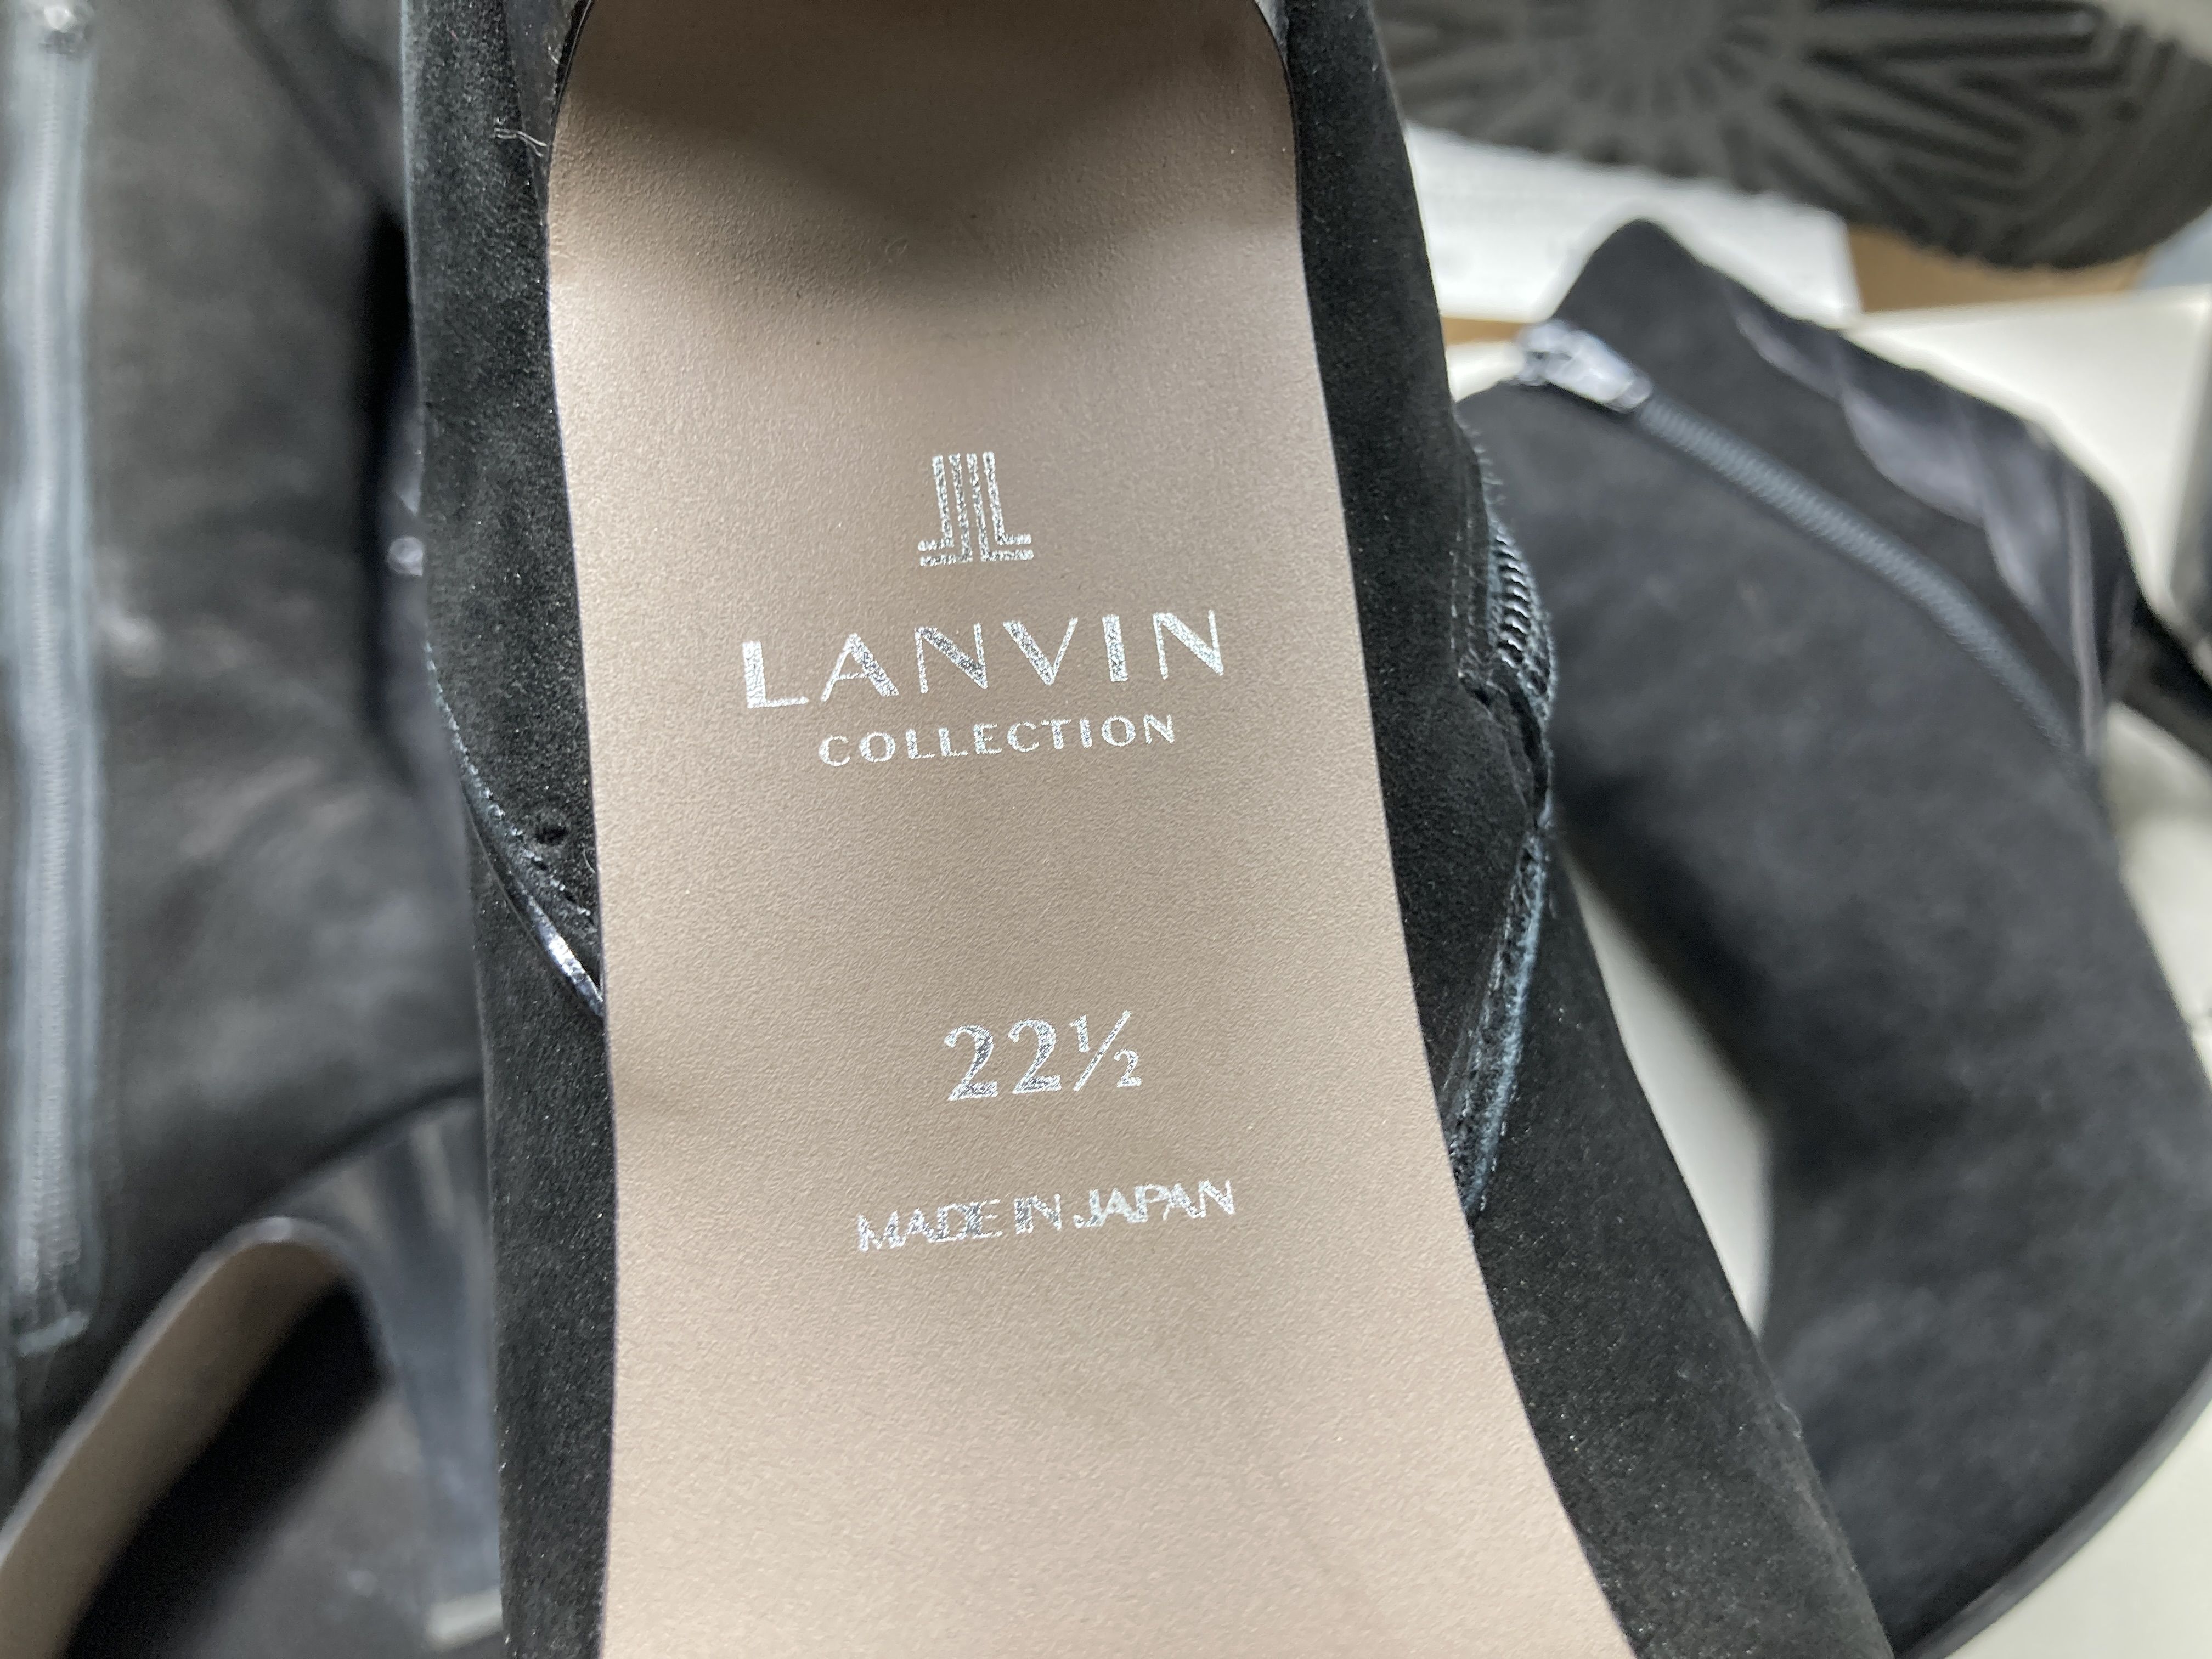 LANVIN
COLLECTION
22½
MADE IN JAPAN